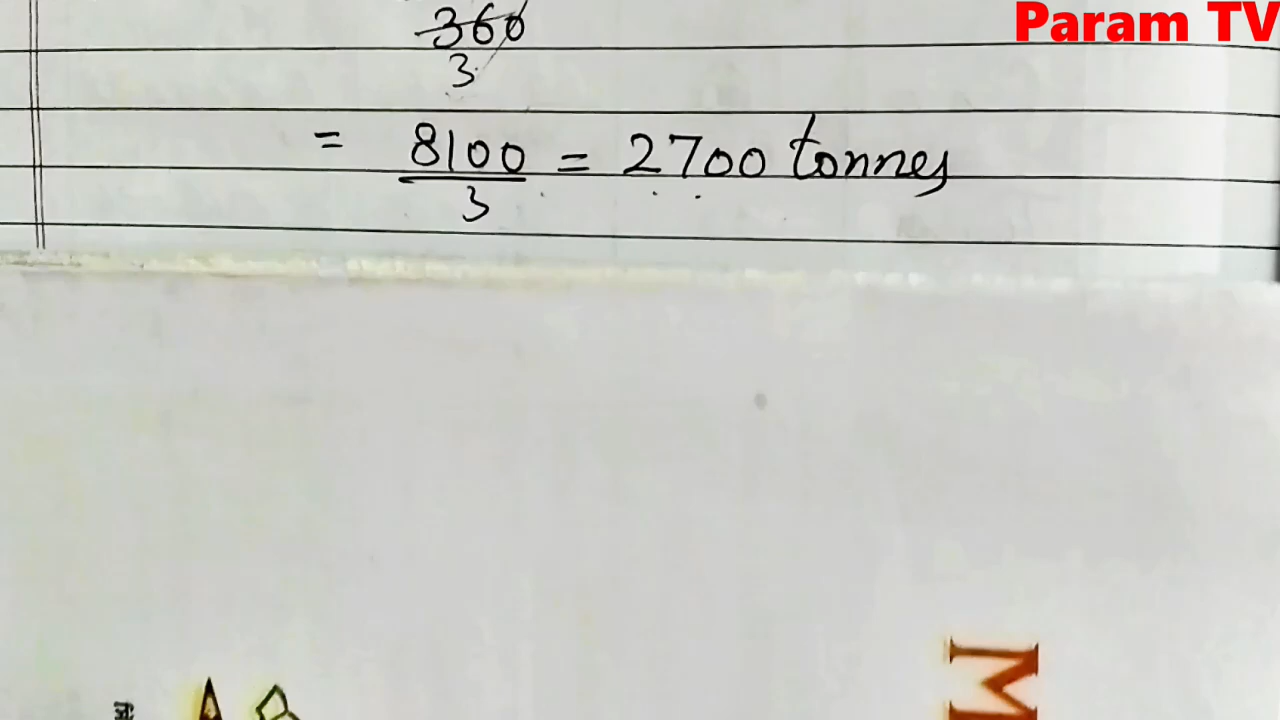 Param TV
360
3
= 8100/3 = 2700 tonnes
M